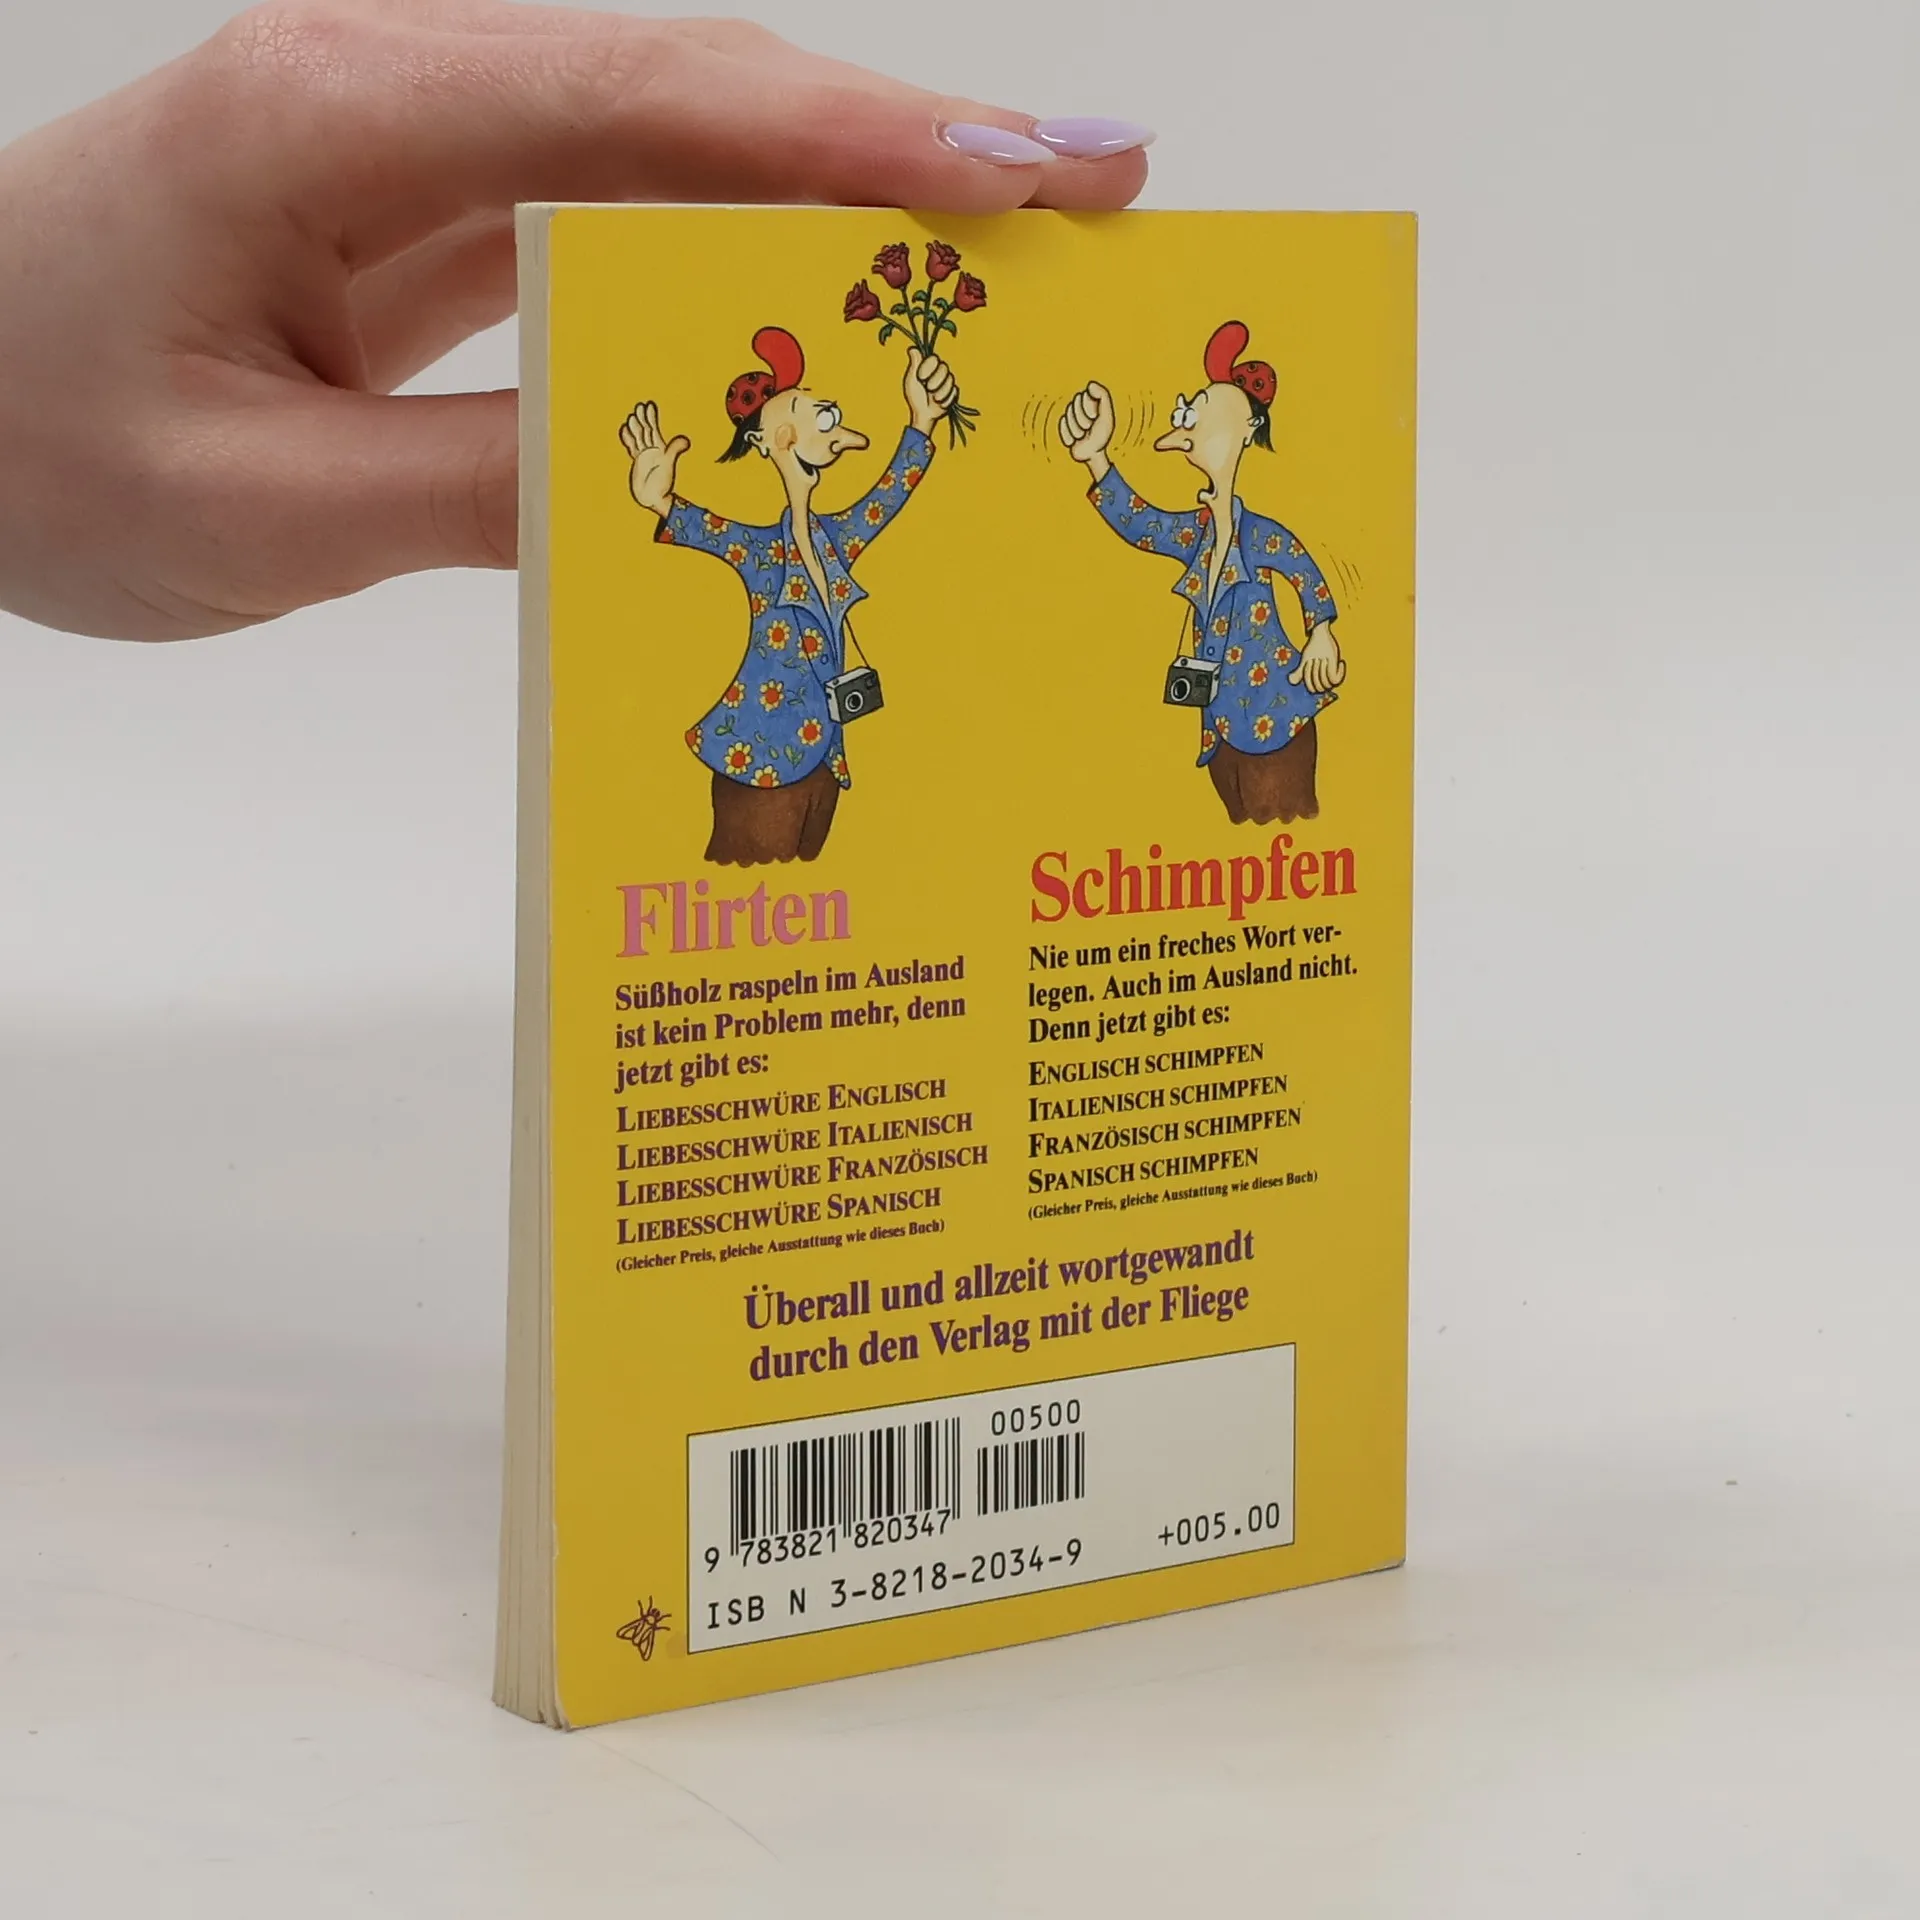 Flirten
Süßholz raspeln im Ausland
ist kein Problem mehr, denn
jetzt gibt es:
LIEBESSCHWÜRE ENGLISCH
LIEBESSCHWÜRE ITALIENISCH
LIEBESSCHWÜRE FRANZÖSISCH
LIEBESSCHWÜRE SPANISCH
(Gleicher Preis, gleiche Ausstattung wie dieses Buch)
Schimpfen
Nie um ein freches Wort ver-
legen. Auch im Ausland nicht.
Denn jetzt gibt es:
ENGLISCH SCHIMPFEN
ITALIENISCH SCHIMPFEN
FRANZÖSISCH SCHIMPFEN
SPANISCH SCHIMPFEN
(Gleicher Preis, gleiche Ausstattung wie dieses Buch)
Überall und allzeit wortgewandt
durch den Verlag mit der Fliege
00500
9 783821 820347
+005.00
ISB N 3-8218-2034-9